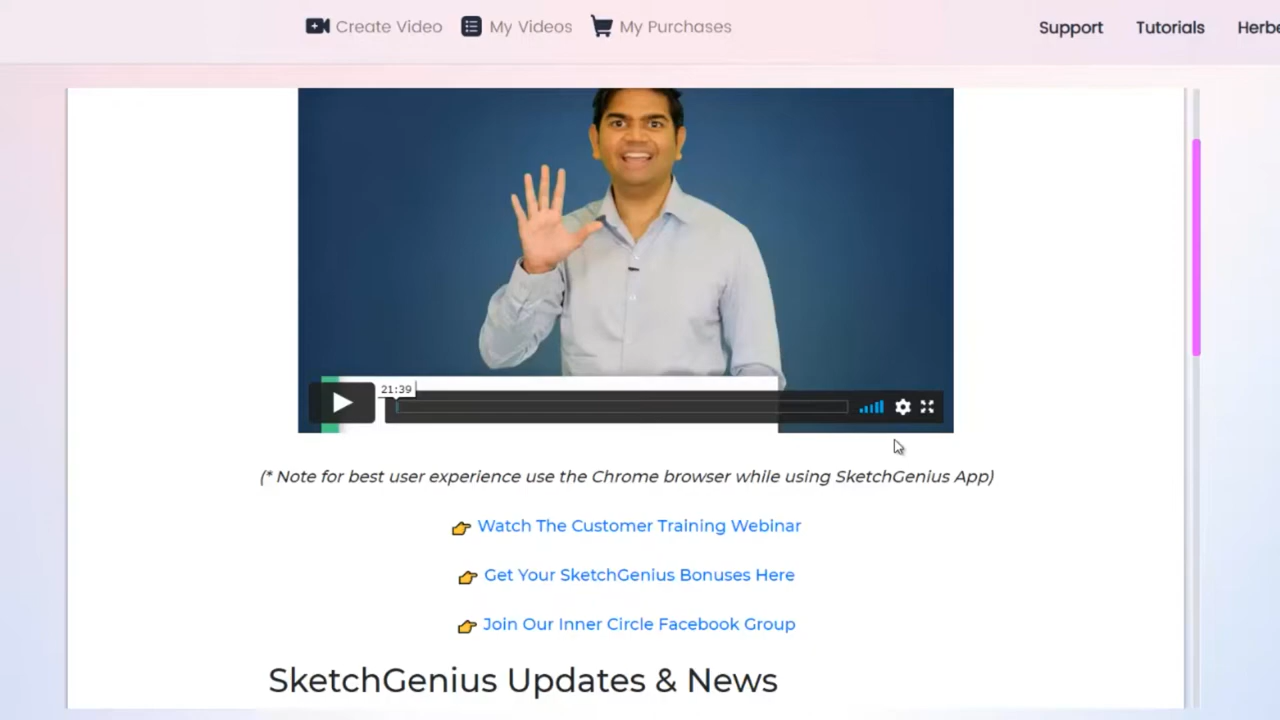 Create Video My Videos My Purchases Support Tutorials Herbe
21:39
(* Note for best user experience use the Chrome browser while using SketchGenius App)
Watch The Customer Training Webinar
Get Your SketchGenius Bonuses Here
Join Our Inner Circle Facebook Group
SketchGenius Updates & News